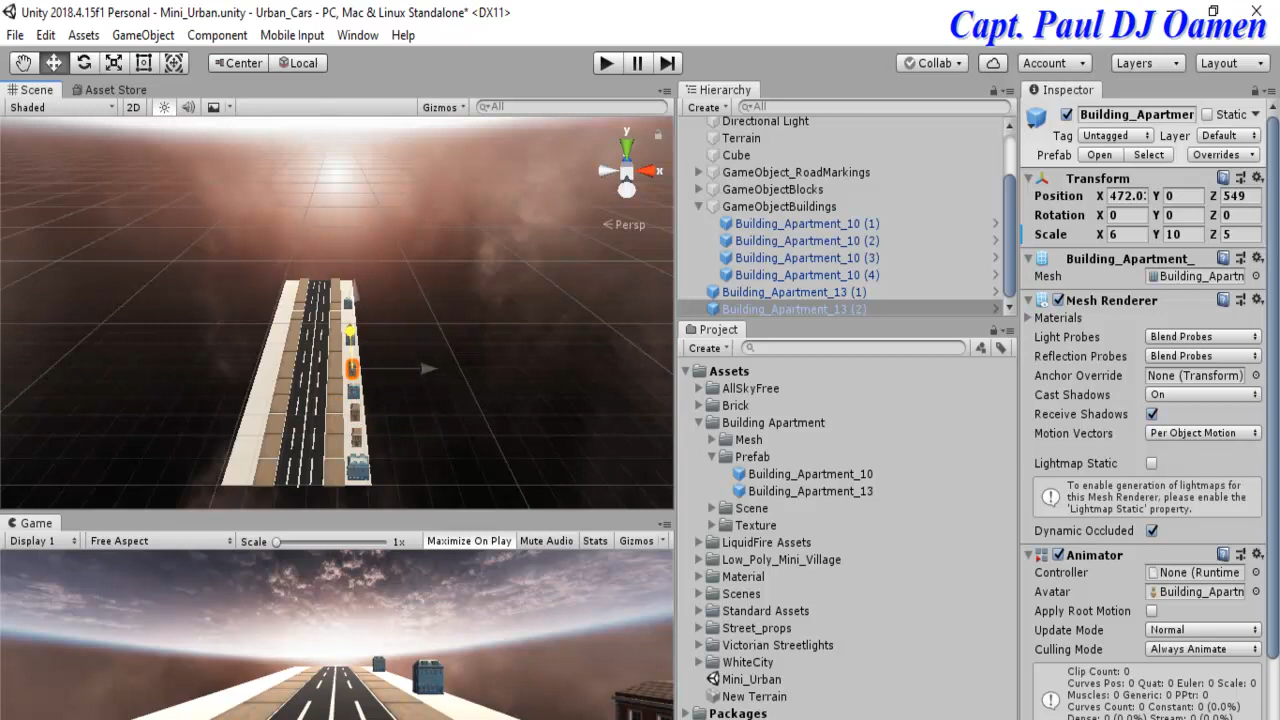 Unity 2018.4.15f1 Personal - Mini_Urban.unity - Urban_Cars - PC, Mac & Linux Standalone* <DX11>
Capt. Paul DJ Oamen
File Edit Assets GameObject Component Mobile Input Window Help
Center Local Collab Account Layers Layout
Scene Asset Store
Shaded 2D Gizmos All
y
x
Persp
Game
Display 1 Free Aspect Scale 1x Maximize On Play Mute Audio Stats Gizmos
Hierarchy
Create All
Directional Light
Terrain
Cube
GameObject_RoadMarkings
GameObjectBlocks
GameObjectBuildings
Building_Apartment_10 (1)
Building_Apartment_10 (2)
Building_Apartment_10 (3)
Building_Apartment_10 (4)
Building_Apartment_13 (1)
Building_Apartment_13 (2)
Project
Create
Assets
AllSkyFree
Brick
Building Apartment
Mesh
Prefab
Building_Apartment_10
Building_Apartment_13
Scene
Texture
LiquidFire Assets
Low_Poly_Mini_Village
Material
Scenes
Standard Assets
Street_props
Victorian Streetlights
WhiteCity
Mini_Urban
New Terrain
Packages
Inspector
Building_Apartmer Static
Tag Untagged Layer Default
Prefab Open Select Overrides
Transform
Position X 472.0 Y 0 Z 549
Rotation X 0 Y 0 Z 0
Scale X 6 Y 10 Z 5
Building_Apartment_
Mesh Building_Apartn
Mesh Renderer
Materials
Light Probes Blend Probes
Reflection Probes Blend Probes
Anchor Override None (Transform)
Cast Shadows On
Receive Shadows
Motion Vectors Per Object Motion
Lightmap Static
To enable generation of lightmaps for
this Mesh Renderer, please enable the
'Lightmap Static' property.
Dynamic Occluded
Animator
Controller None (Runtime
Avatar Building_Apartn
Apply Root Motion
Update Mode Normal
Culling Mode Always Animate
Clip Count: 0
Curves Pos: 0 Quat: 0 Euler: 0 Scale: 0
Muscles: 0 Generic: 0 PPtr: 0
Curves Count: 0 Constant: 0 (0.0%)
Dense: 0 (0.0%) Stream: 0 (0.0%)